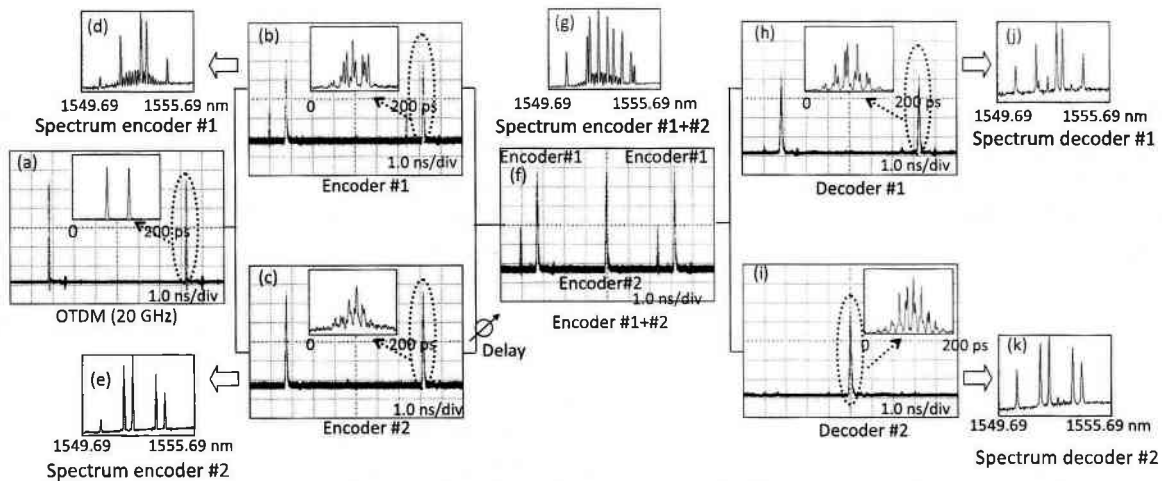 (d)
1549.69 1555.69 nm
Spectrum encoder #1
(b)
0 200 ps
1.0 ns/div
Encoder #1
(g)
1549.69 1555.69 nm
Spectrum encoder #1+#2
(h)
0 200 ps
1.0 ns/div
Decoder #1
(j)
1549.69 1555.69 nm
Spectrum decoder #1
(a)
0 200 ps
1.0 ns/div
OTDM (20 GHz)
Encoder#1 Encoder#1
(f)
Encoder#2
1.0 ns/div
Encoder #1+#2
(c)
0 200 ps
1.0 ns/div
Encoder #2
Delay
(i)
0 200 ps
1.0 ns/div
Decoder #2
(e)
1549.69 1555.69 nm
Spectrum encoder #2
(k)
1549.69 1555.69 nm
Spectrum decoder #2